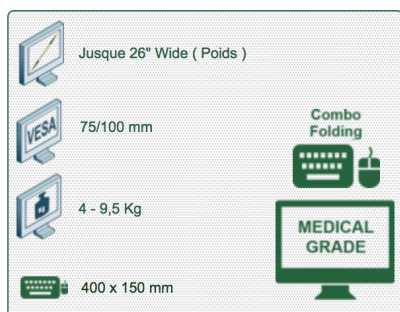 Jusque 26" Wide ( Poids )
VESA
75/100 mm
Combo
Folding
KG
4 - 9,5 Kg
MEDICAL
GRADE
400 x 150 mm